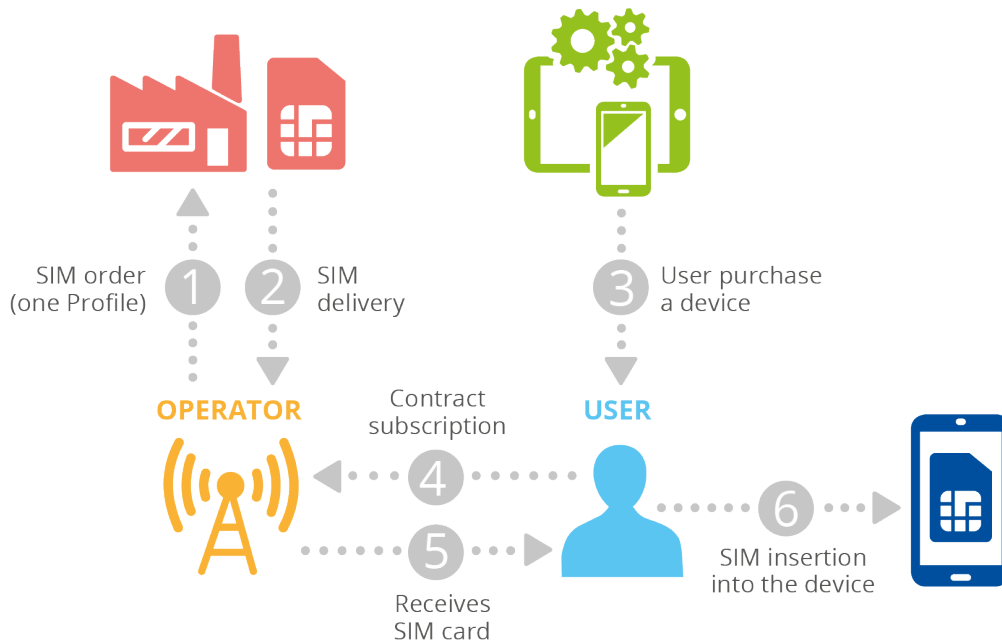 SIM order
(one Profile)
1
2
SIM
delivery
3
User purchase
a device
OPERATOR
Contract
subscription
USER
4
5
Receives
SIM card
6
SIM insertion
into the device